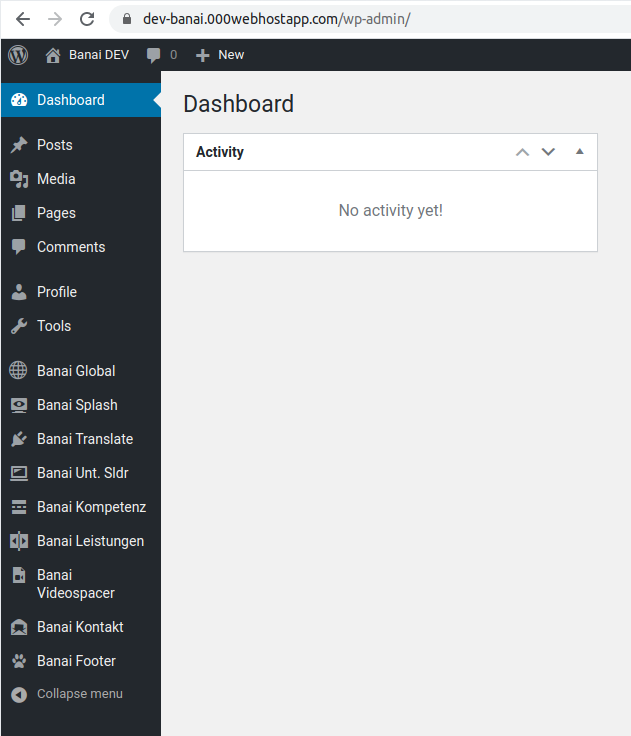 dev-banai.000webhostapp.com/wp-admin/
Banai DEV 0 New
Dashboard
Posts
Media
Pages
Comments
Profile
Tools
Banai Global
Banai Splash
Banai Translate
Banai Unt. Sldr
Banai Kompetenz
Banai Leistungen
Banai
Videospacer
Banai Kontakt
Banai Footer
Collapse menu
Dashboard
Activity
No activity yet!